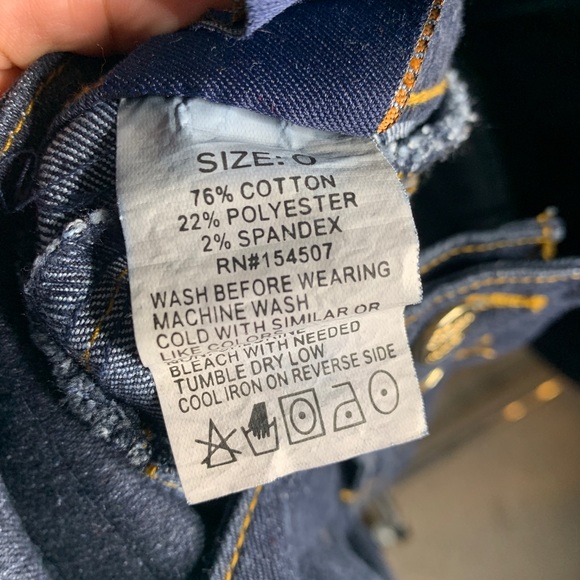 SIZE: 0
76% COTTON
22% POLYESTER
2% SPANDEX
RN#154507
WASH BEFORE WEARING
MACHINE WASH
COLD WITH SIMILAR OR
LIKE
BLEACH WITH NEEDED
TUMBLE DRY LOW
COOL IRON ON REVERSE SIDE